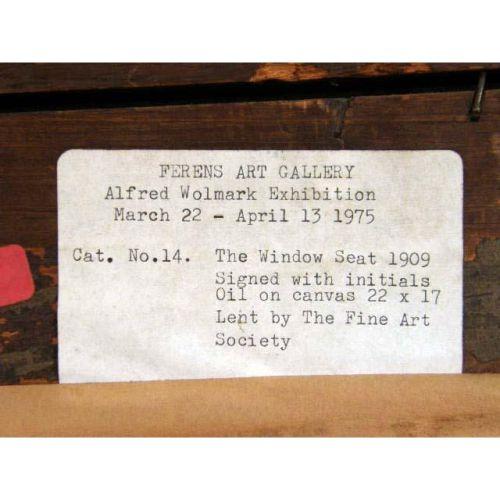 FERENS ART GALLERY
Alfred Wolmark Exhibition
March 22 - April 13 1975
Cat. No.14. The Window Seat 1909
Signed with initials
Oil on canvas 22 x 17
Lent by The Fine Art
Society